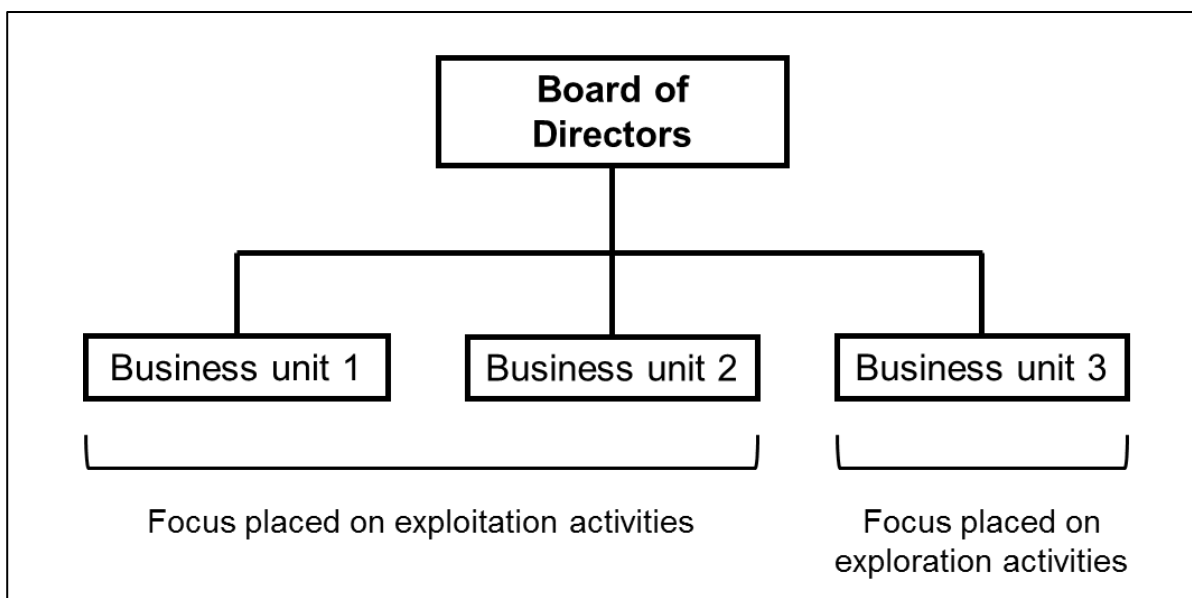 Board of
Directors
Business unit 1
Business unit 2
Business unit 3
Focus placed on exploitation activities
Focus placed on
exploration activities